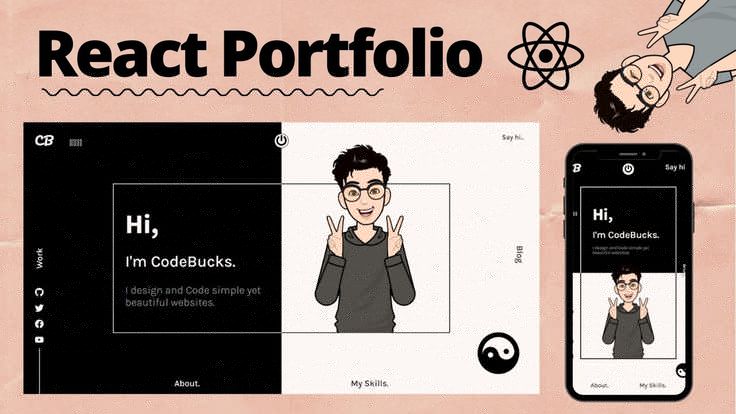 React Portfolio
CB
Say hi..
Hi,
I'm CodeBucks.
I design and Code simple yet
beautiful websites.
Work
Blog
About.
My Skills.
B
Say hi
Hi,
I'm CodeBucks.
I design and Code simple yet
beautiful websites.
About.
My Skills.